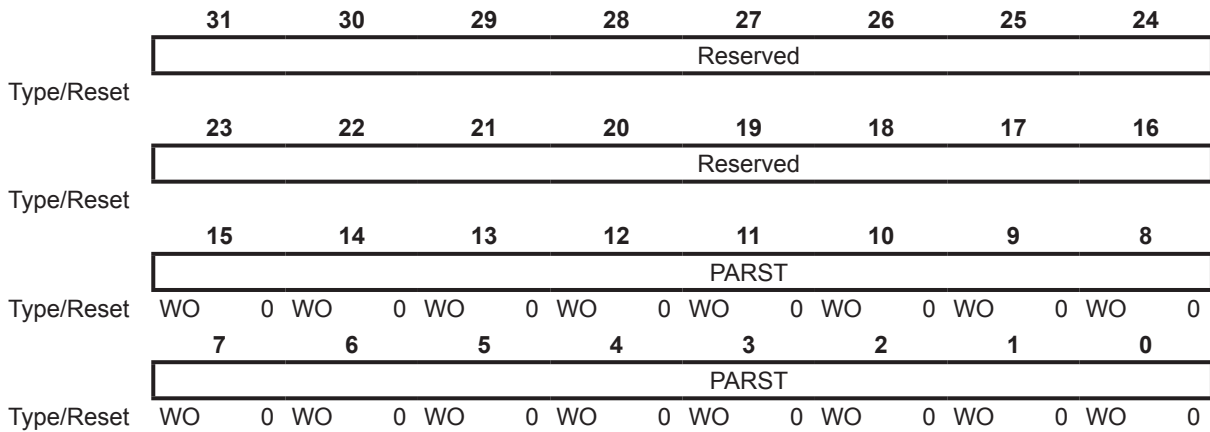 31 30 29 28 27 26 25 24
Reserved
Type/Reset
23 22 21 20 19 18 17 16
Reserved
Type/Reset
15 14 13 12 11 10 9 8
PARST
Type/Reset WO 0 WO 0 WO 0 WO 0 WO 0 WO 0 WO 0 WO 0
7 6 5 4 3 2 1 0
PARST
Type/Reset WO 0 WO 0 WO 0 WO 0 WO 0 WO 0 WO 0 WO 0